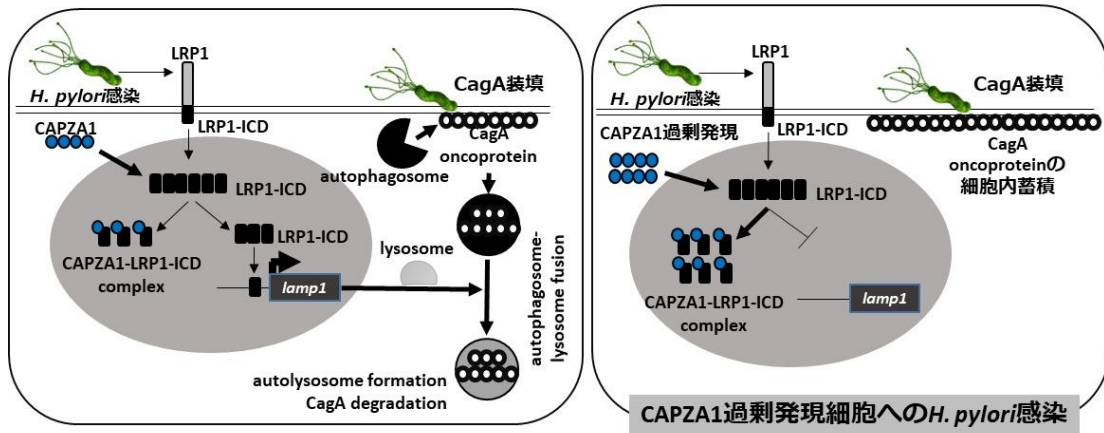 LRP1
CagA装填
H. pylori感染
CAPZA1
LRP1-ICD
CagA
oncoprotein
autophagosome
LRP1-ICD
LRP1-ICD
lysosome
CAPZA1-LRP1-ICD
complex
lamp1
autophagosome-
lysosome fusion
autolysosome formation
CagA degradation
LRP1
CagA装填
H. pylori感染
CAPZA1過剰発現
LRP1-ICD
CagA
oncoproteinの
細胞内蓄積
LRP1-ICD
CAPZA1-LRP1-ICD
complex
lamp1
CAPZA1過剰発現細胞へのH. pylori感染